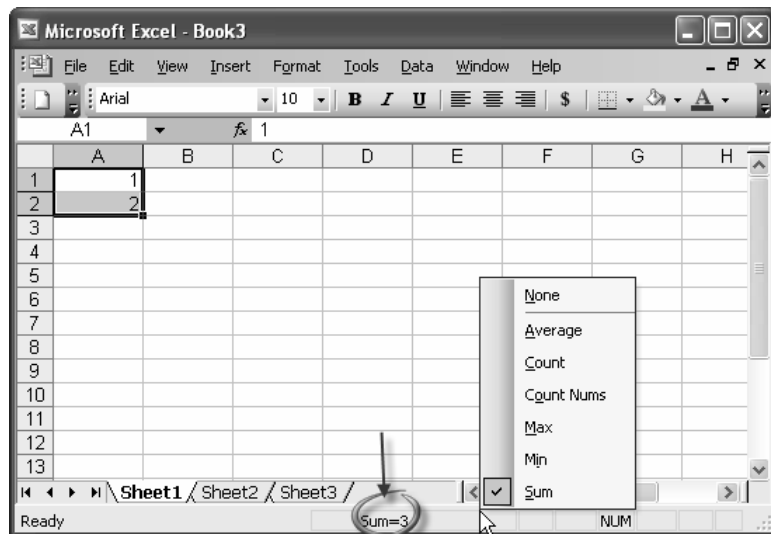 Microsoft Excel - Book3
File Edit View Insert Format Tools Data Window Help
Arial 10 B I U $ A
A1 fx 1
A B C D E F G H
1 1
2 2
3
4
5
6
7
8
9
10
11
12
13
None
Average
Count
Count Nums
Max
Min
Sum
Sheet1 Sheet2 Sheet3
Ready Sum=3 NUM